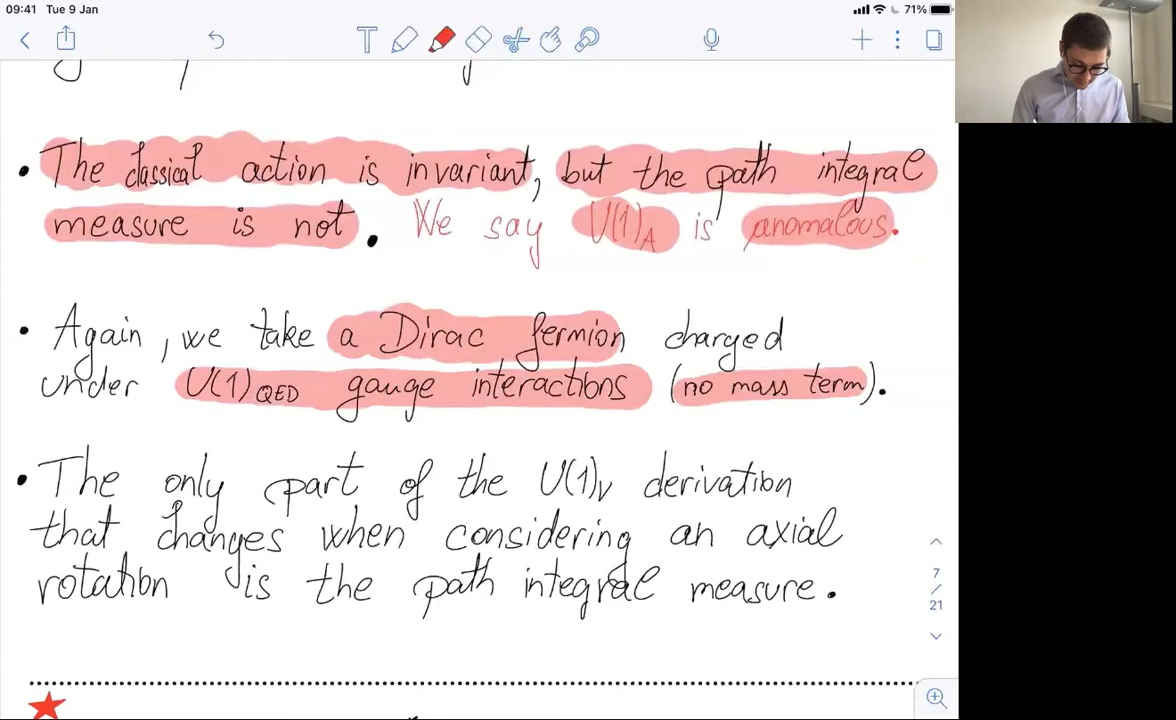 09:41 Tue 9 Jan 71%
• The classical action is invariant, but the path integral
measure is not. We say U(1)A is anomalous.
• Again, we take a Dirac fermion charged
under U(1)QED gauge interactions (no mass term).
• The only part of the U(1)V derivation
that changes when considering an axial
rotation is the path integral measure.
7
/
21